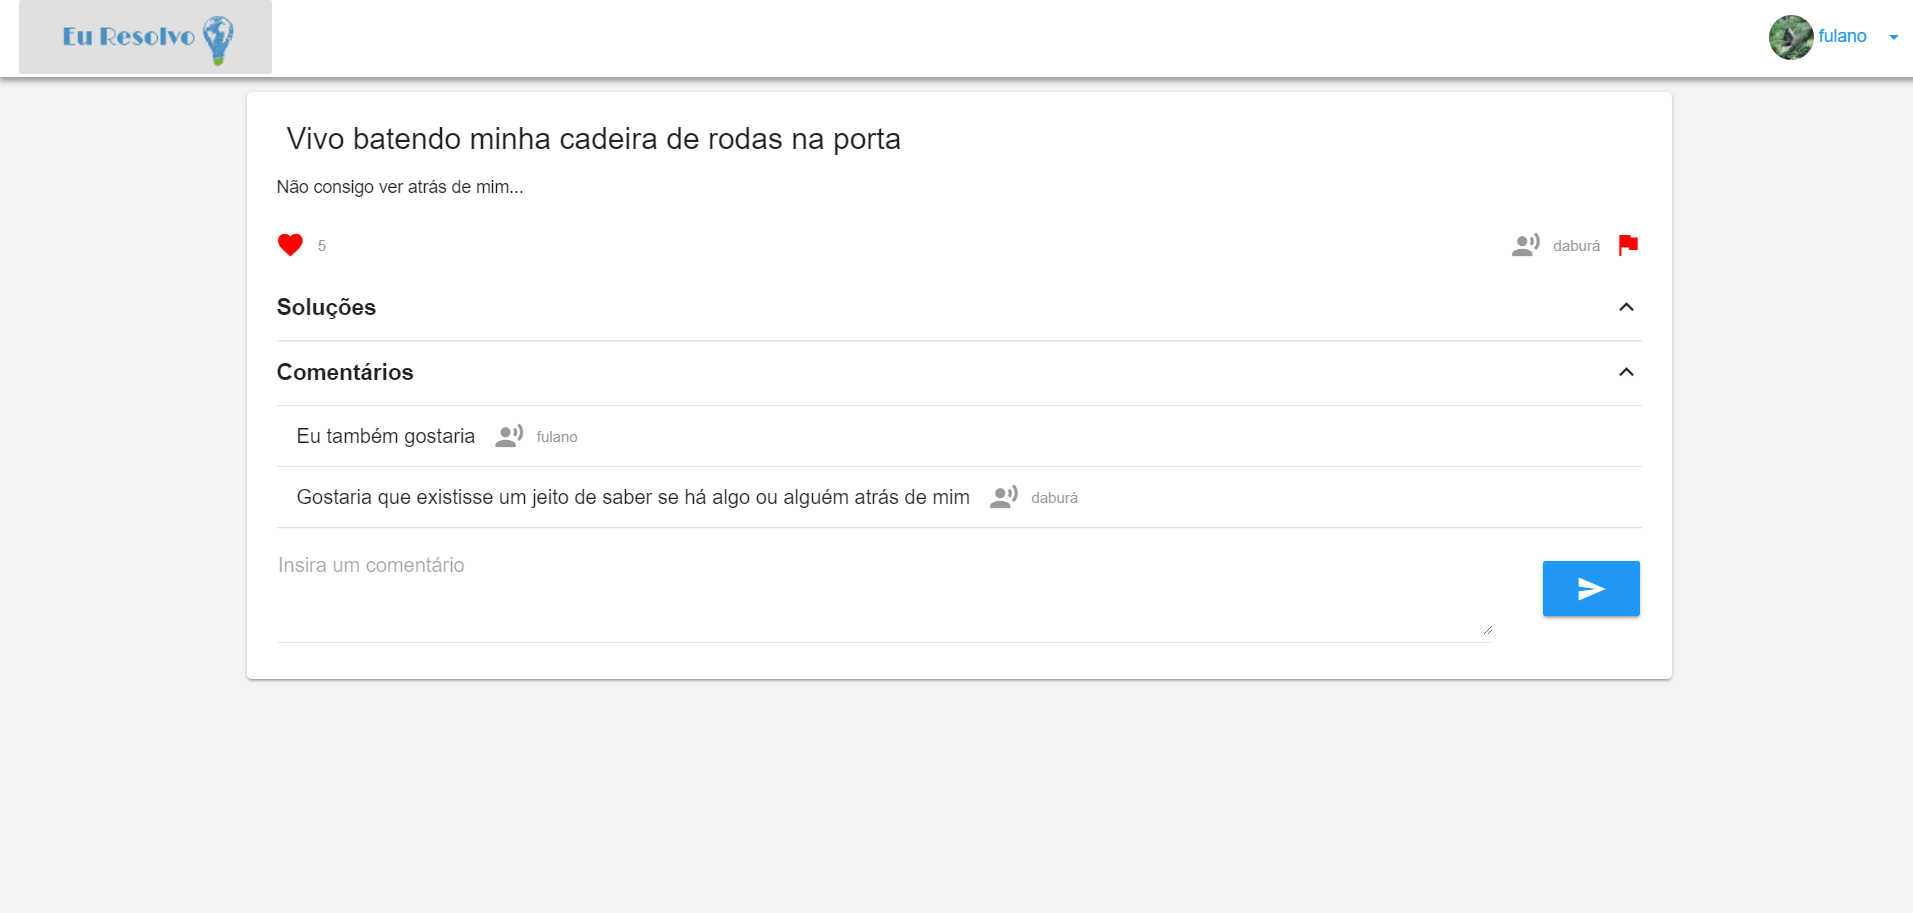 Eu Resolvo
fulano
Vivo batendo minha cadeira de rodas na porta
Não consigo ver atrás de mim...
5
daburá
Soluções
Comentários
Eu também gostaria
fulano
Gostaria que existisse um jeito de saber se há algo ou alguém atrás de mim
daburá
Insira um comentário